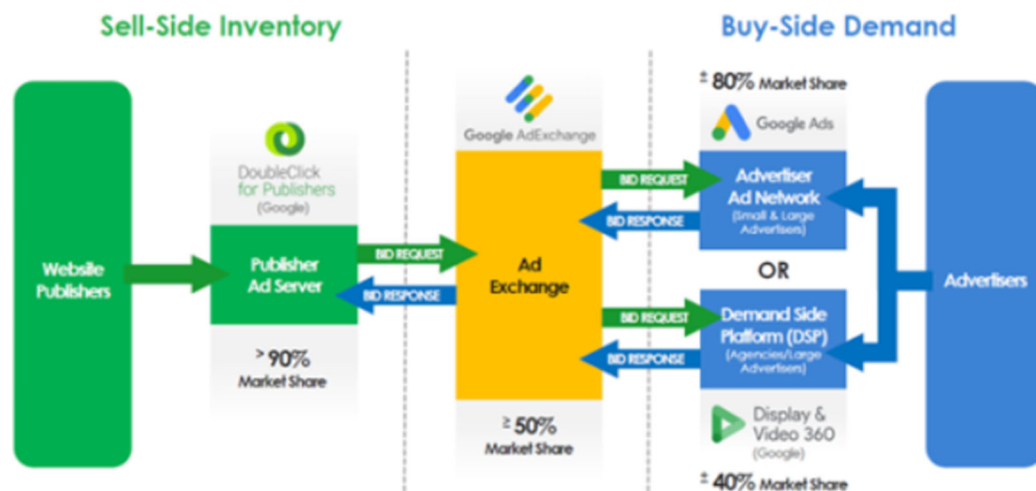 Sell-Side Inventory
Buy-Side Demand
Website
Publishers
DoubleClick
for Publishers
(Google)
Publisher
Ad Server
> 90%
Market Share
BID REQUEST
BID RESPONSE
Google AdExchange
Ad
Exchange
≥ 50%
Market Share
BID REQUEST
BID RESPONSE
BID REQUEST
BID RESPONSE
± 80% Market Share
Google Ads
Advertiser
Ad Network
(Small & Large
Advertisers)
OR
Demand Side
Platform (DSP)
(Agencies/Large
Advertisers)
Display &
Video 360
(Google)
± 40% Market Share
Advertisers